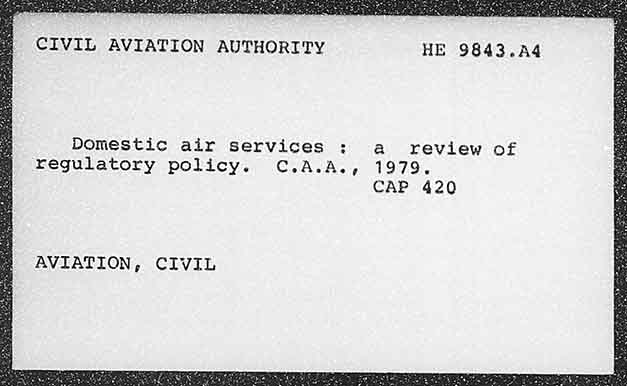 CIVIL AVIATION AUTHORITY HE 9843.A4
Domestic air services : a review of
regulatory policy. C.A.A., 1979.
CAP 420
AVIATION, CIVIL